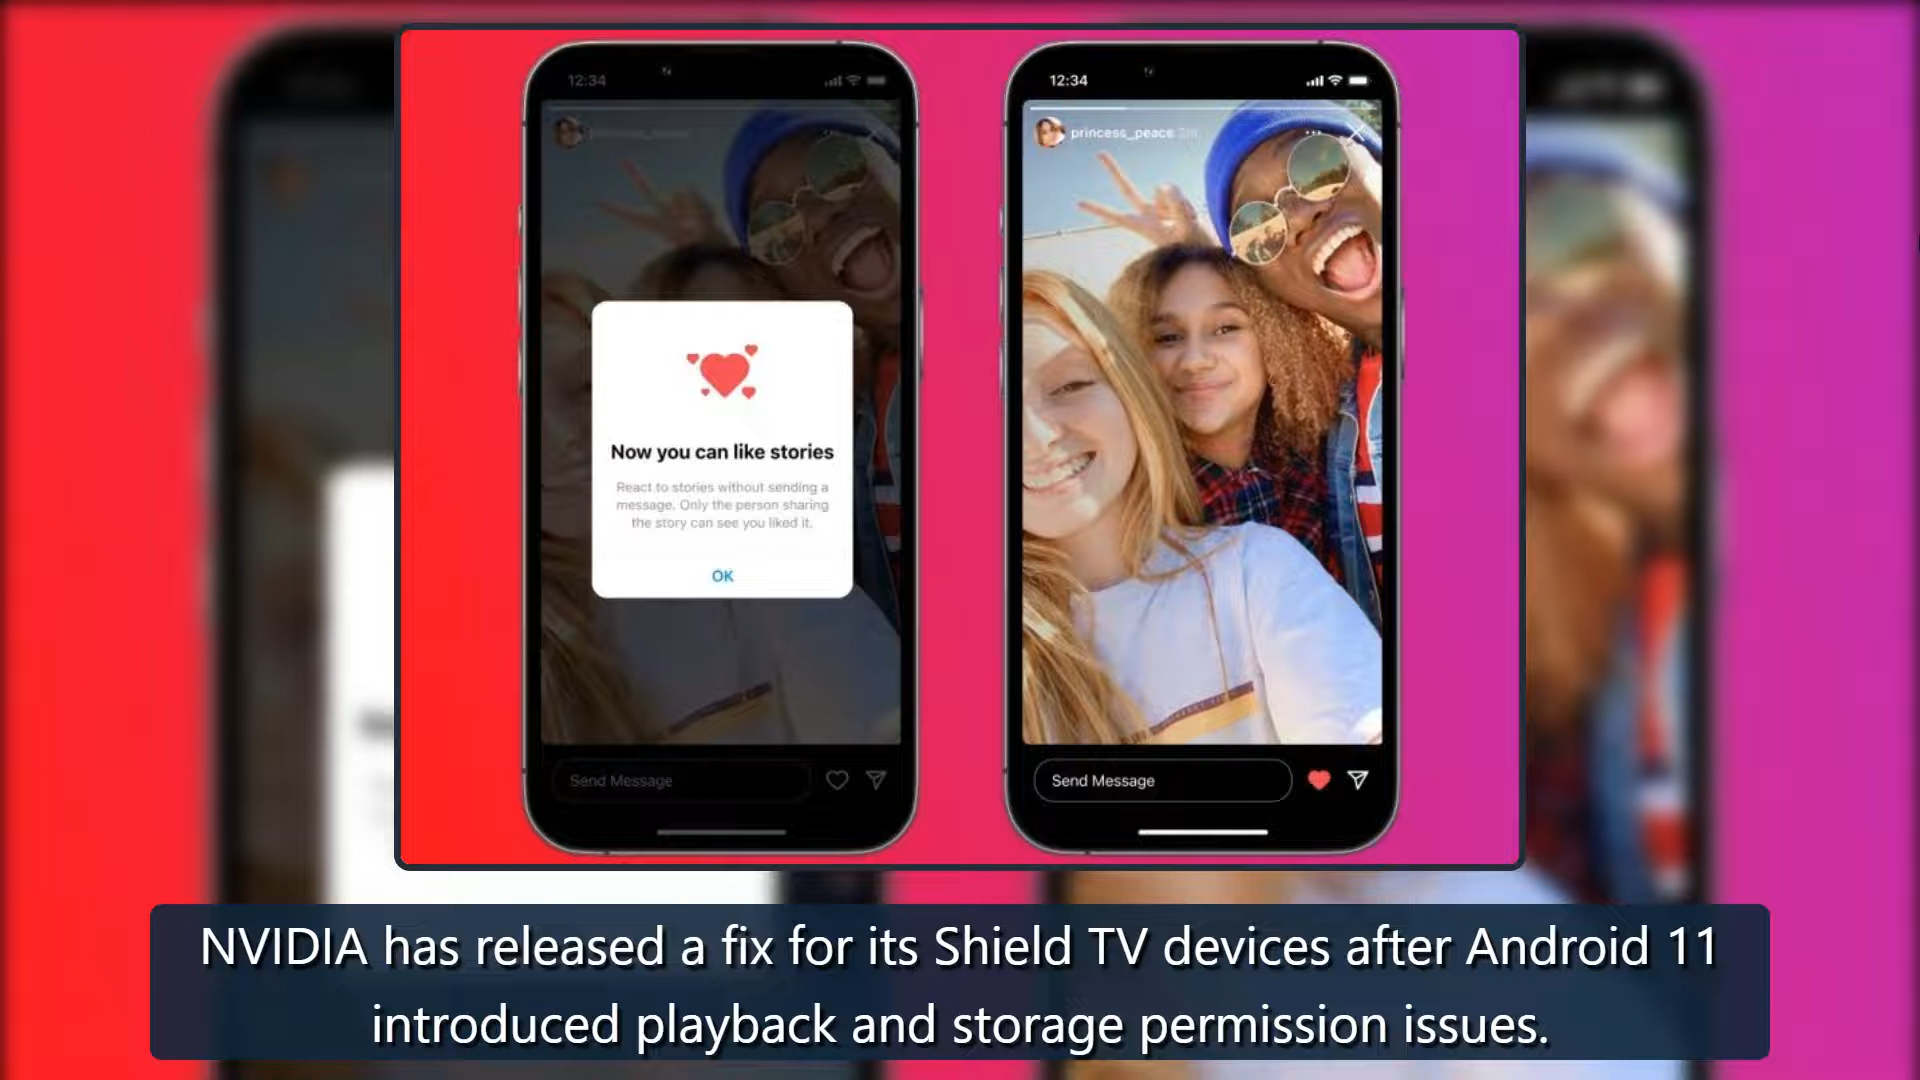 12:34
12:34
princess_peace 2m
Now you can like stories
React to stories without sending a
message. Only the person sharing
the story can see you liked it.
OK
Send Message
Send Message
NVIDIA has released a fix for its Shield TV devices after Android 11
introduced playback and storage permission issues.